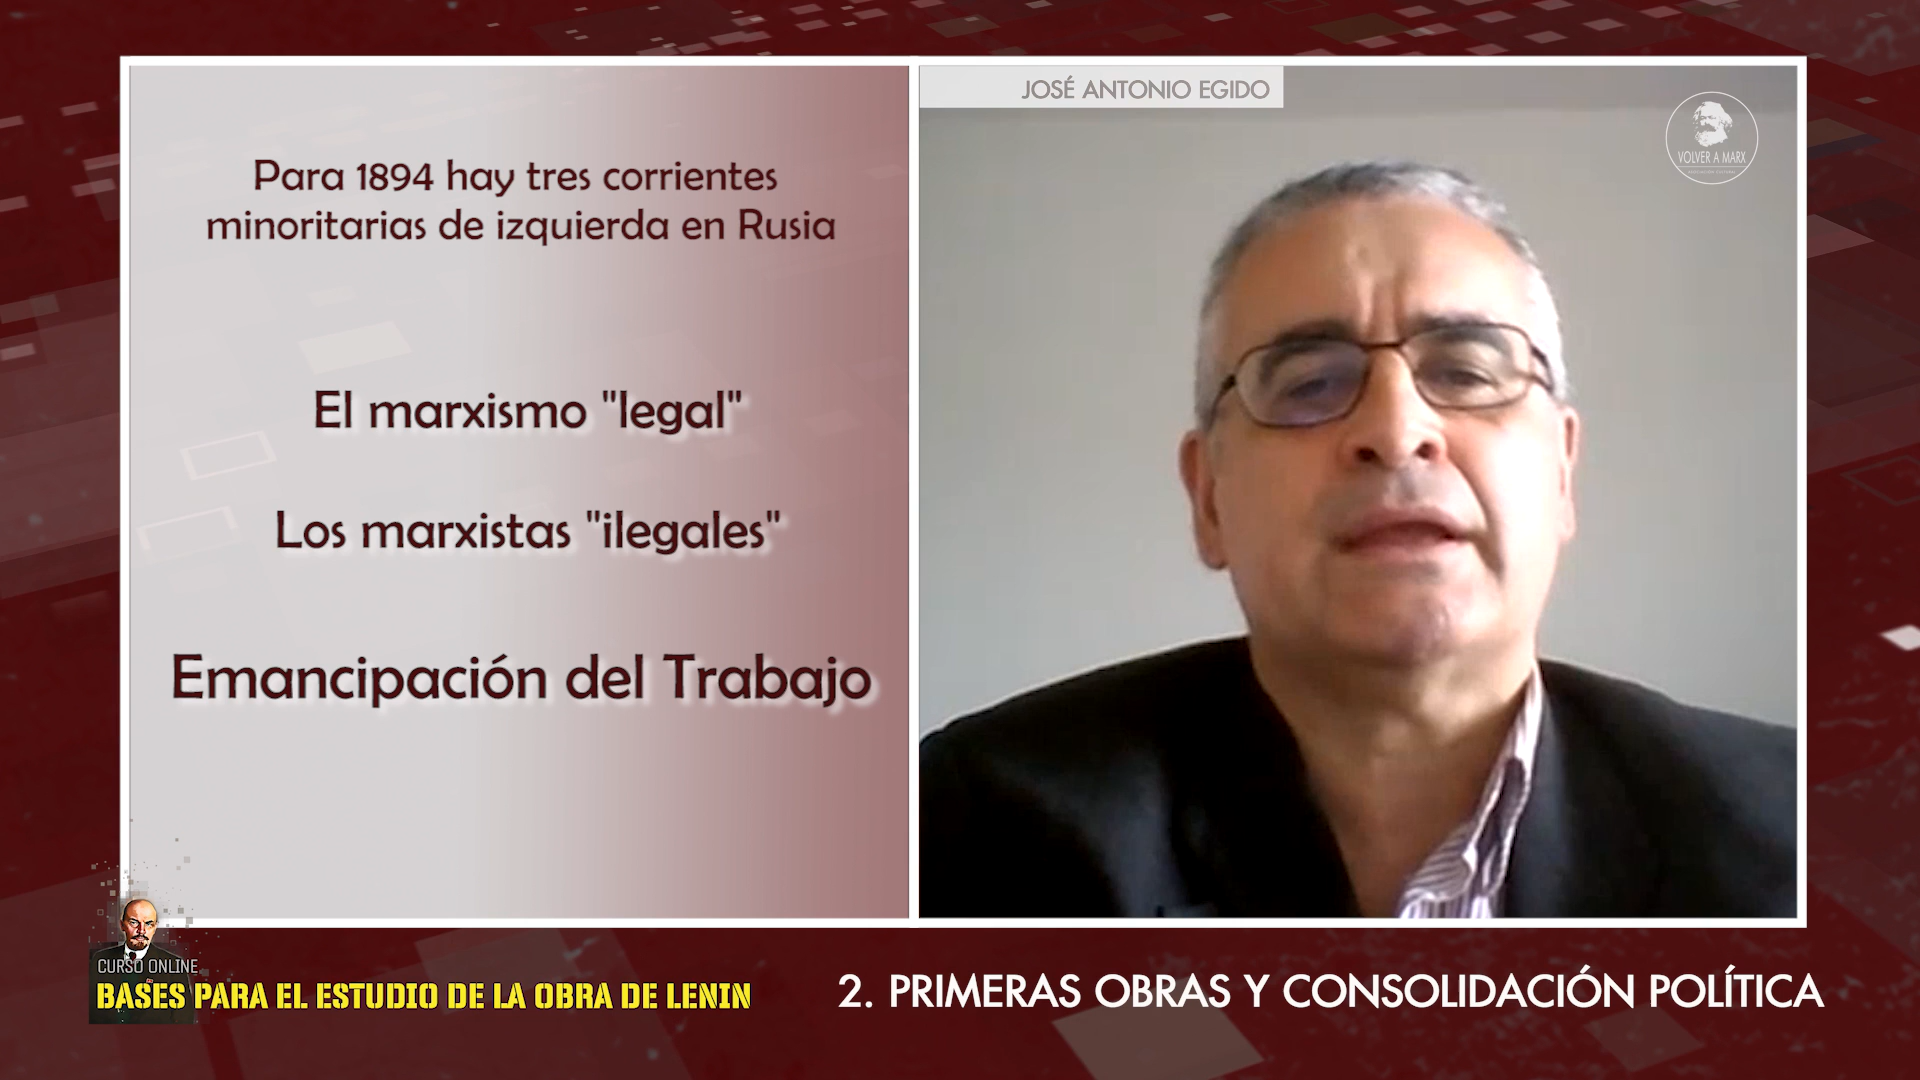 JOSÉ ANTONIO EGIDO
VOLVER A MARX
Para 1894 hay tres corrientes
minoritarias de izquierda en Rusia
El marxismo "legal"
Los marxistas "ilegales"
Emancipación del Trabajo
CURSO ONLINE
BASES PARA EL ESTUDIO DE LA OBRA DE LENIN
2. PRIMERAS OBRAS Y CONSOLIDACIÓN POLÍTICA